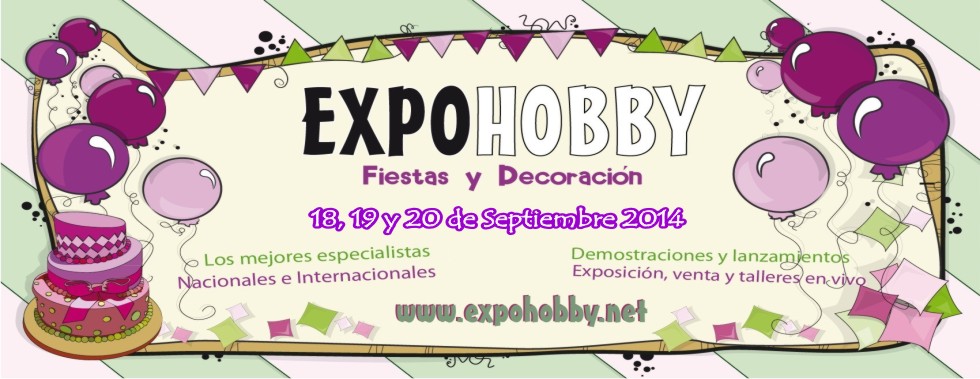 EXPOHOBBY
Fiestas y Decoración
18, 19 y 20 de Septiembre 2014
Los mejores especialistas
Nacionales e Internacionales
Demostraciones y lanzamientos
Exposición, venta y talleres en vivo
www.expohobby.net